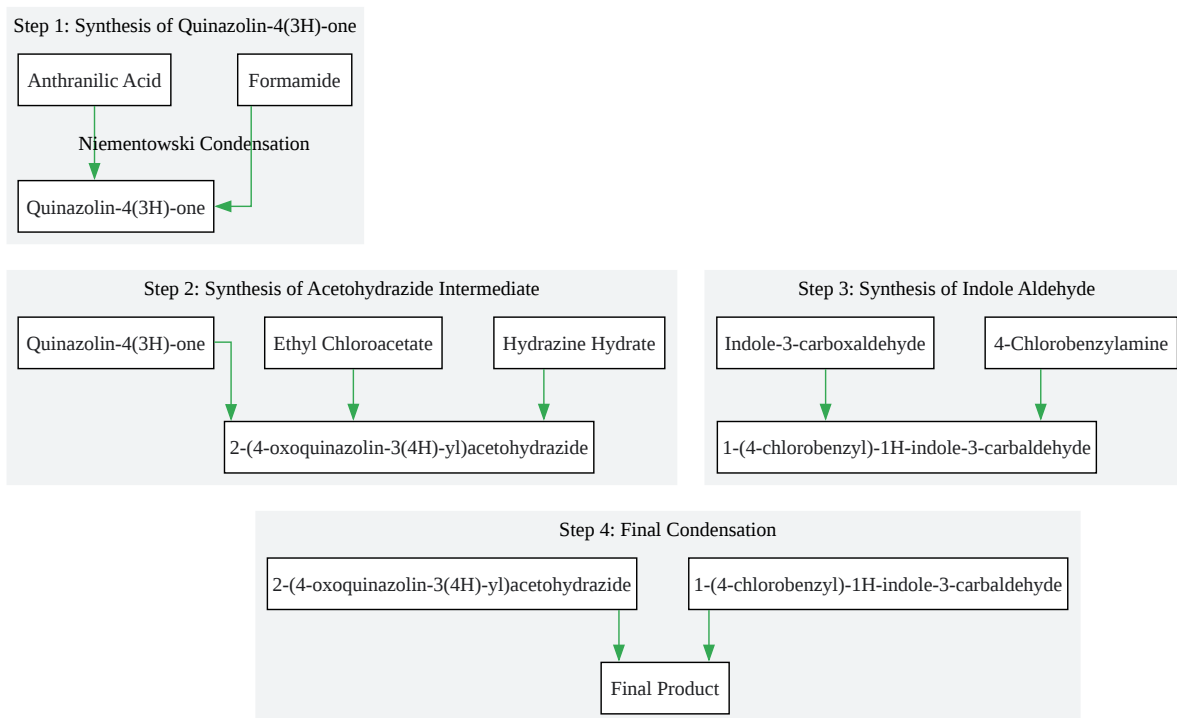 Step 1: Synthesis of Quinazolin-4(3H)-one
Anthranilic Acid
Formamide
Niementowski Condensation
Quinazolin-4(3H)-one
Step 2: Synthesis of Acetohydrazide Intermediate
Quinazolin-4(3H)-one
Ethyl Chloroacetate
Hydrazine Hydrate
2-(4-oxoquinazolin-3(4H)-yl)acetohydrazide
Step 3: Synthesis of Indole Aldehyde
Indole-3-carboxaldehyde
4-Chlorobenzylamine
1-(4-chlorobenzyl)-1H-indole-3-carbaldehyde
Step 4: Final Condensation
2-(4-oxoquinazolin-3(4H)-yl)acetohydrazide
1-(4-chlorobenzyl)-1H-indole-3-carbaldehyde
Final Product